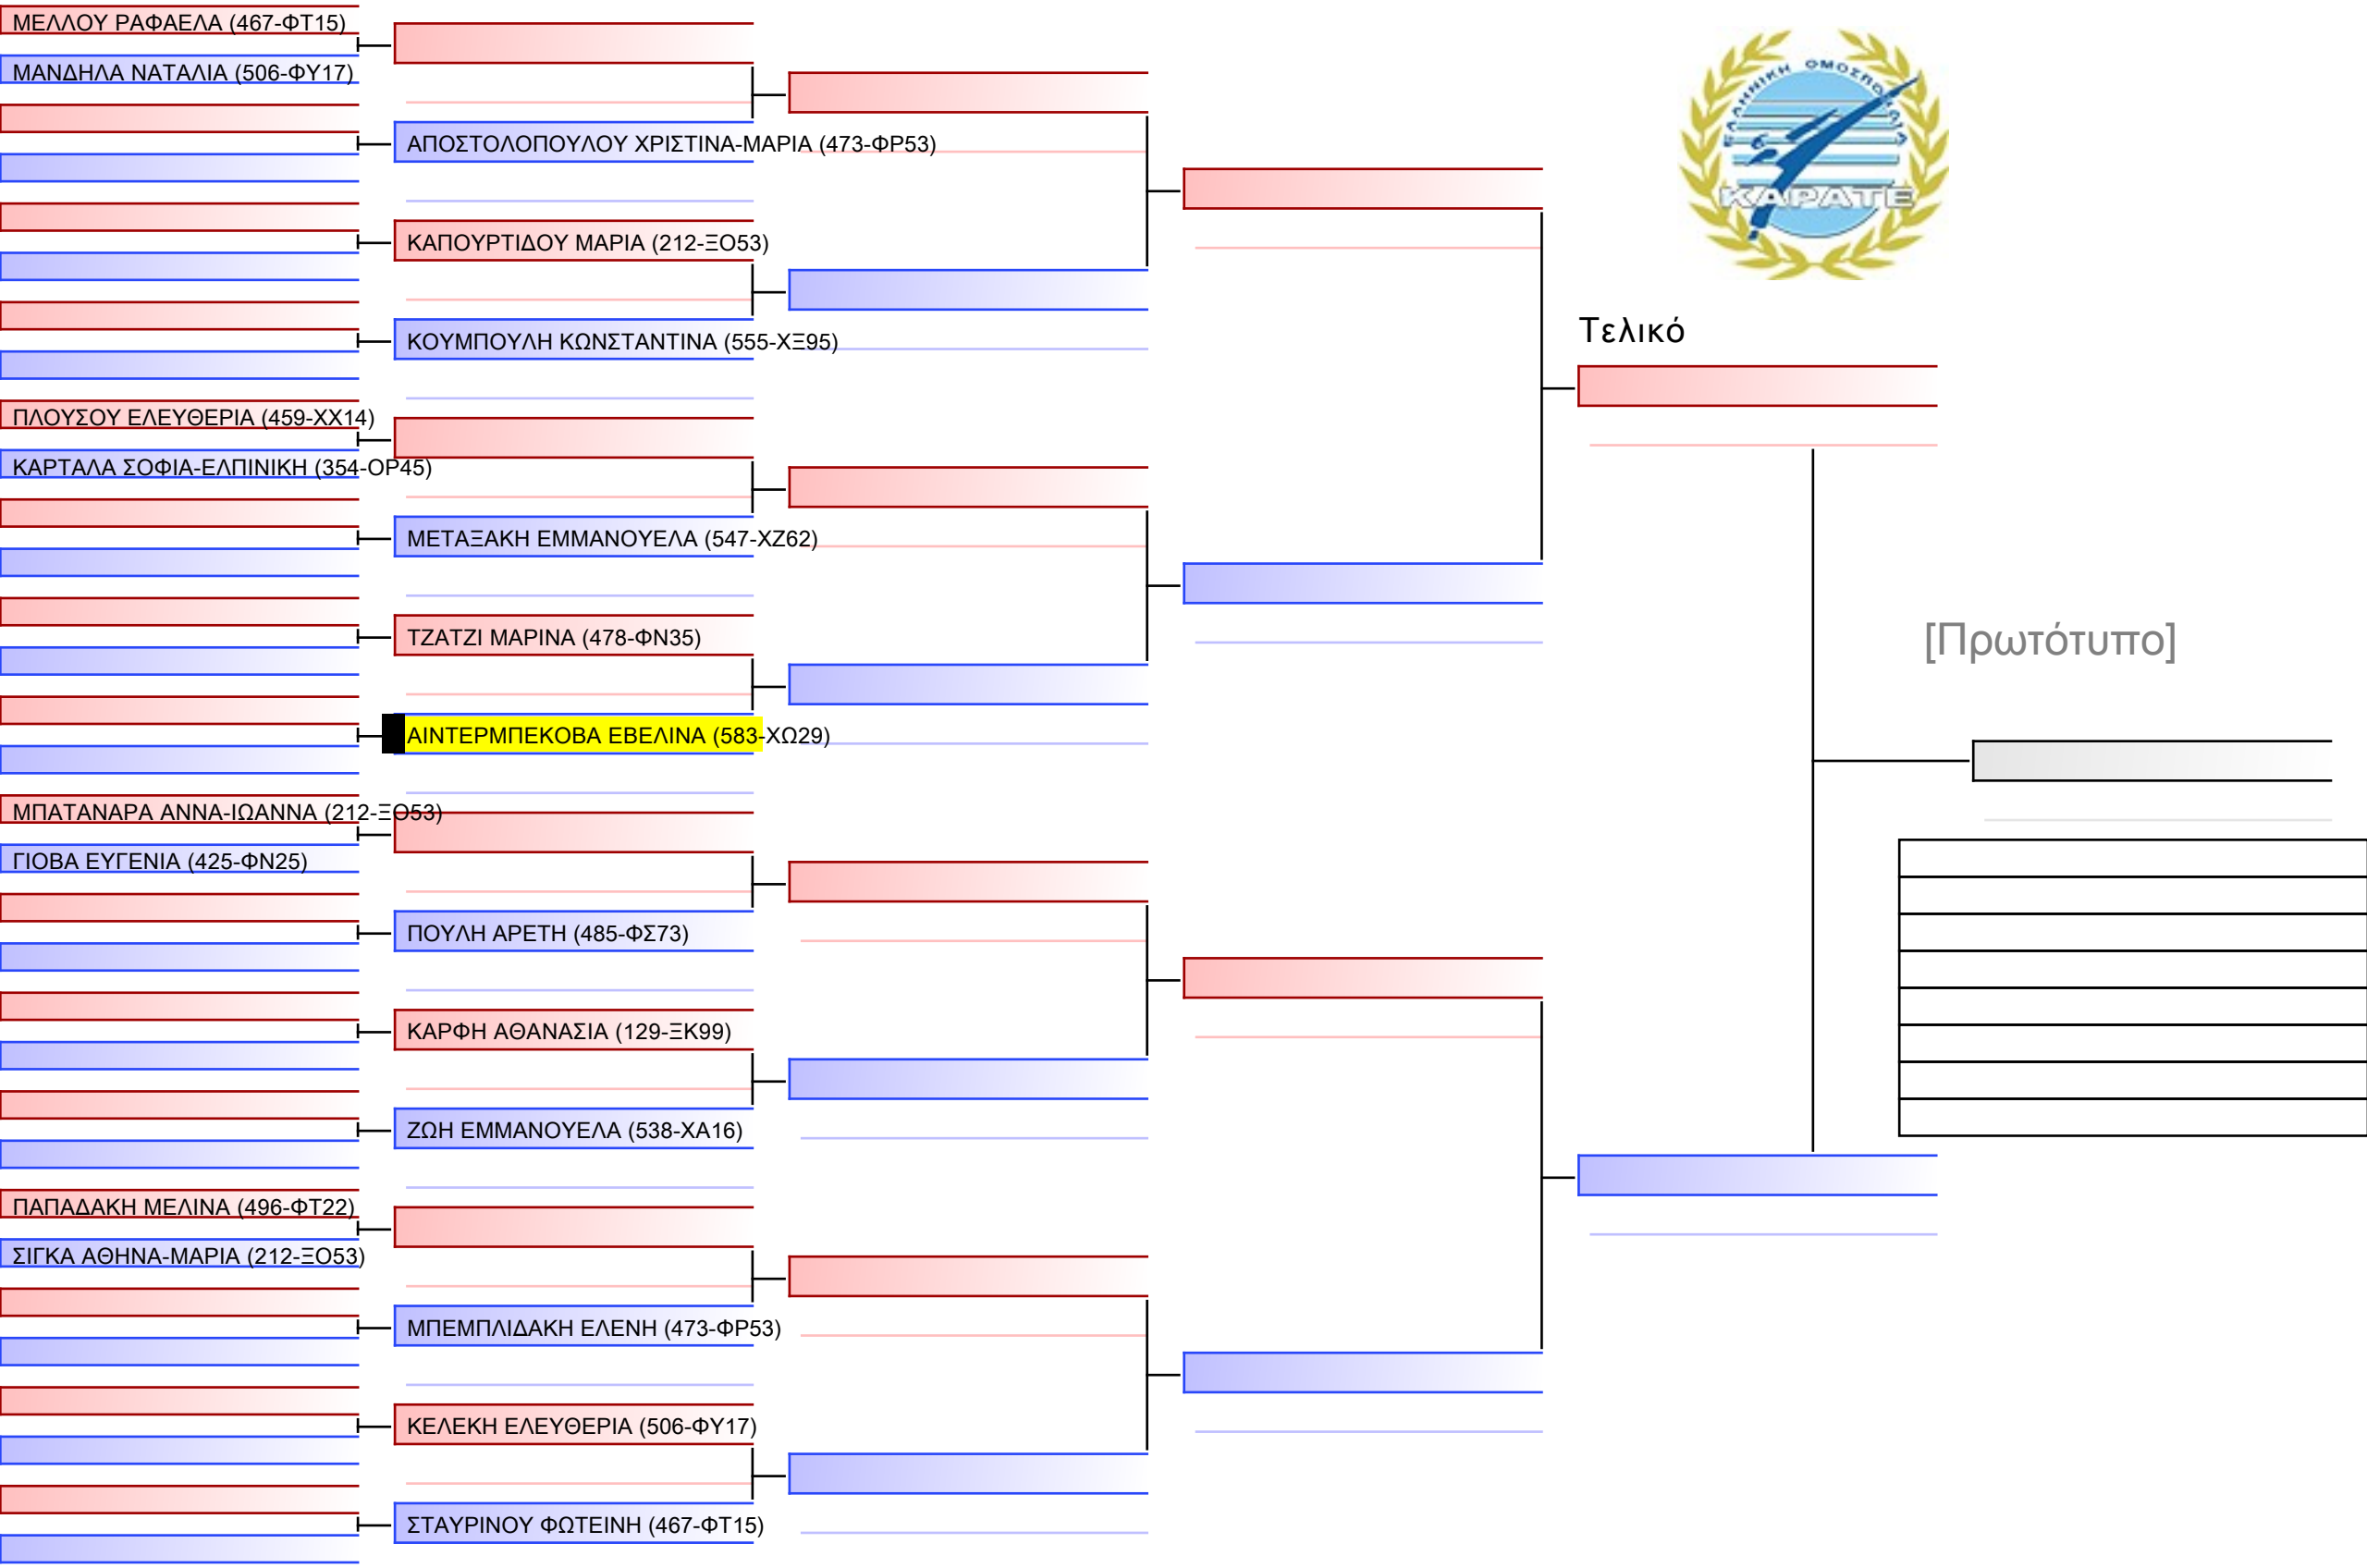 ΜΕΛΛΟΥ ΡΑΦΑΕΛΑ (467-ΦΤ15)
ΜΑΝΔΗΛΑ ΝΑΤΑΛΙΑ (506-ΦΥ17)
ΑΠΟΣΤΟΛΟΠΟΥΛΟΥ ΧΡΙΣΤΙΝΑ-ΜΑΡΙΑ (473-ΦΡ53)
ΚΑΠΟΥΡΤΙΔΟΥ ΜΑΡΙΑ (212-ΞΟ53)
ΚΟΥΜΠΟΥΛΗ ΚΩΝΣΤΑΝΤΙΝΑ (555-ΧΞ95)
ΠΛΟΥΣΟΥ ΕΛΕΥΘΕΡΙΑ (459-ΧΧ14)
ΚΑΡΤΑΛΑ ΣΟΦΙΑ-ΕΛΠΙΝΙΚΗ (354-ΟΡ45)
ΜΕΤΑΞΑΚΗ ΕΜΜΑΝΟΥΕΛΑ (547-ΧΖ62)
ΤΖΑΤΖΙ ΜΑΡΙΝΑ (478-ΦΝ35)
ΑΙΝΤΕΡΜΠΕΚΟΒΑ ΕΒΕΛΙΝΑ (583-ΧΩ29)
ΜΠΑΤΑΝΑΡΑ ΑΝΝΑ-ΙΩΑΝΝΑ (212-ΞΟ53)
ΓΙΟΒΑ ΕΥΓΕΝΙΑ (425-ΦΝ25)
ΠΟΥΛΗ ΑΡΕΤΗ (485-ΦΣ73)
ΚΑΡΦΗ ΑΘΑΝΑΣΙΑ (129-ΞΚ99)
ΖΩΗ ΕΜΜΑΝΟΥΕΛΑ (538-ΧΑ16)
ΠΑΠΑΔΑΚΗ ΜΕΛΙΝΑ (496-ΦΤ22)
ΣΙΓΚΑ ΑΘΗΝΑ-ΜΑΡΙΑ (212-ΞΟ53)
ΜΠΕΜΠΛΙΔΑΚΗ ΕΛΕΝΗ (473-ΦΡ53)
ΚΕΛΕΚΗ ΕΛΕΥΘΕΡΙΑ (506-ΦΥ17)
ΣΤΑΥΡΙΝΟΥ ΦΩΤΕΙΝΗ (467-ΦΤ15)
ΕΛΛΗΝΙΚΗ ΟΜΟΣΠΟΝΔΙΑ
ΚΑΡΑΤΕ
Τελικό
[Πρωτότυπο]